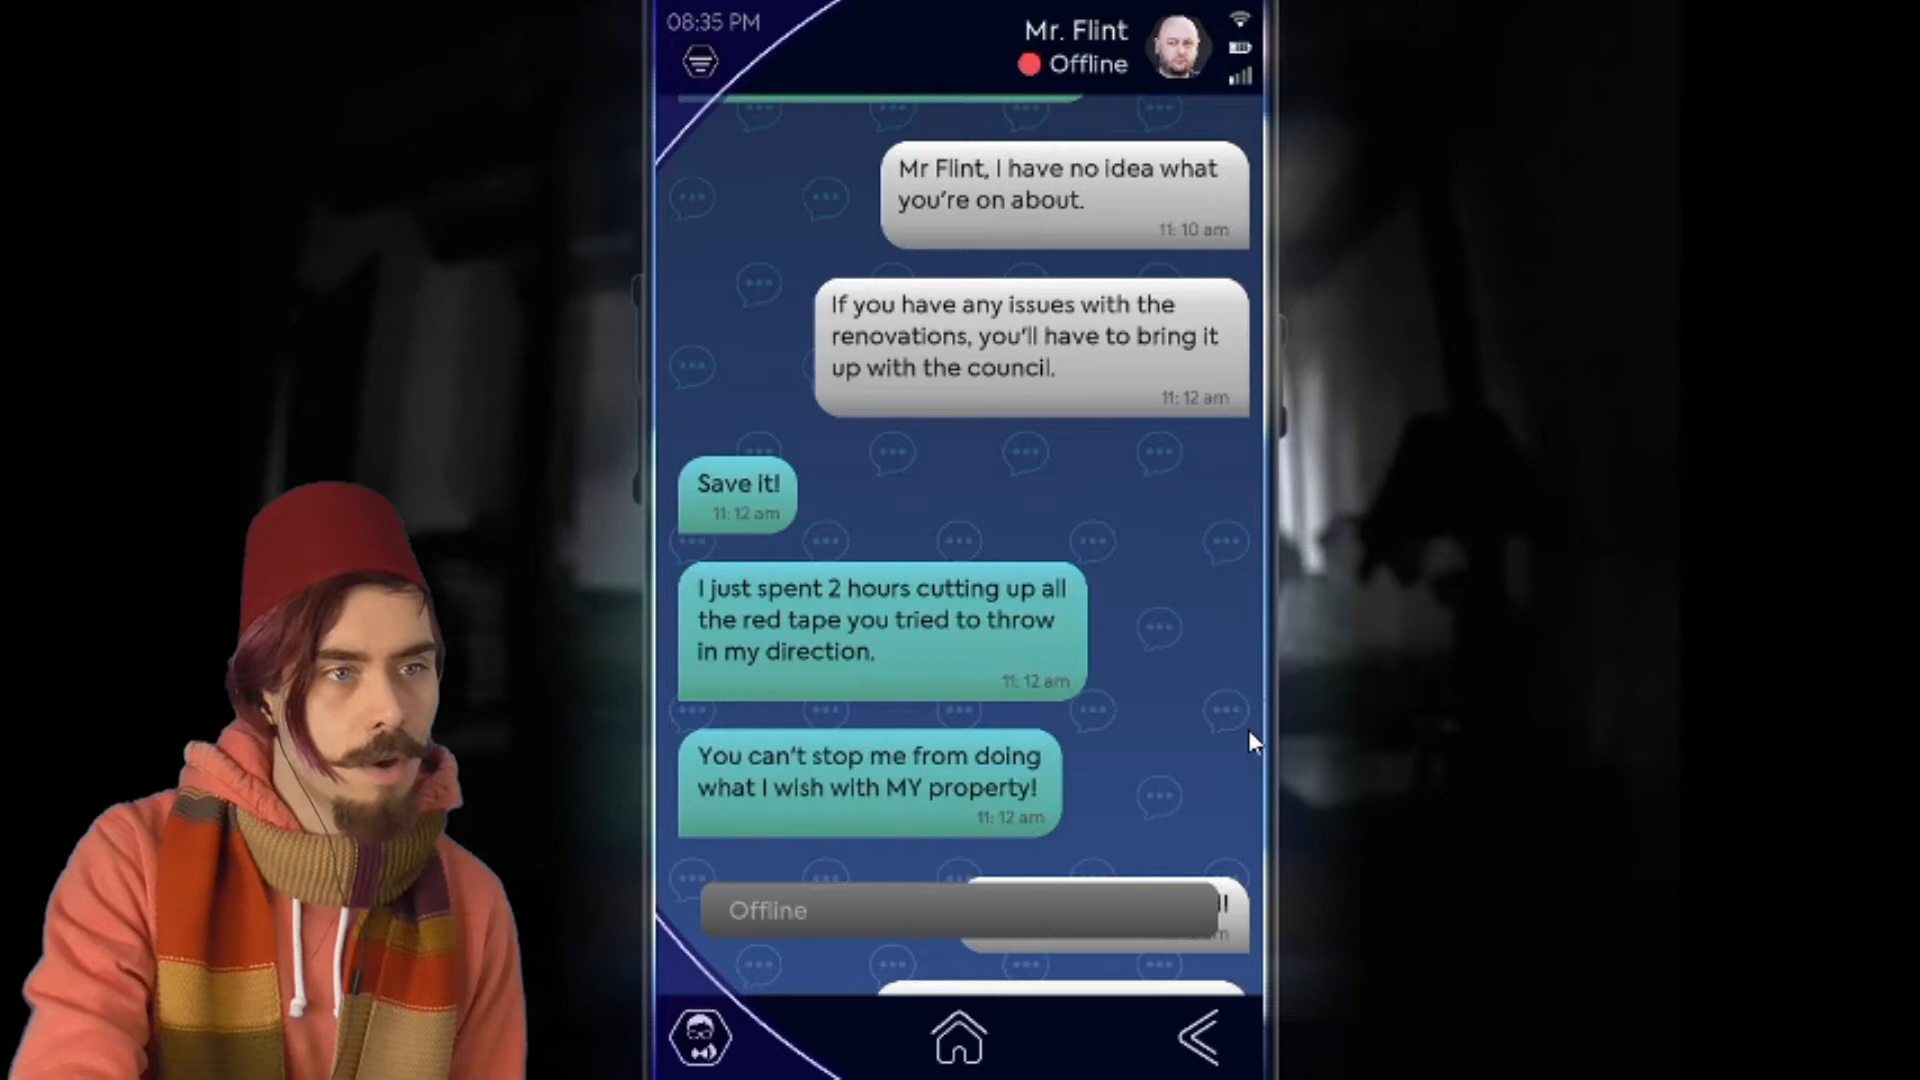 08:35 PM
Mr. Flint
Offline
Mr Flint, I have no idea what
you're on about.
11: 10 am
If you have any issues with the
renovations, you'll have to bring it
up with the council.
11: 12 am
Save it!
11: 12 am
I just spent 2 hours cutting up all
the red tape you tried to throw
in my direction.
11: 12 am
You can't stop me from doing
what I wish with MY property!
11: 12 am
Offline